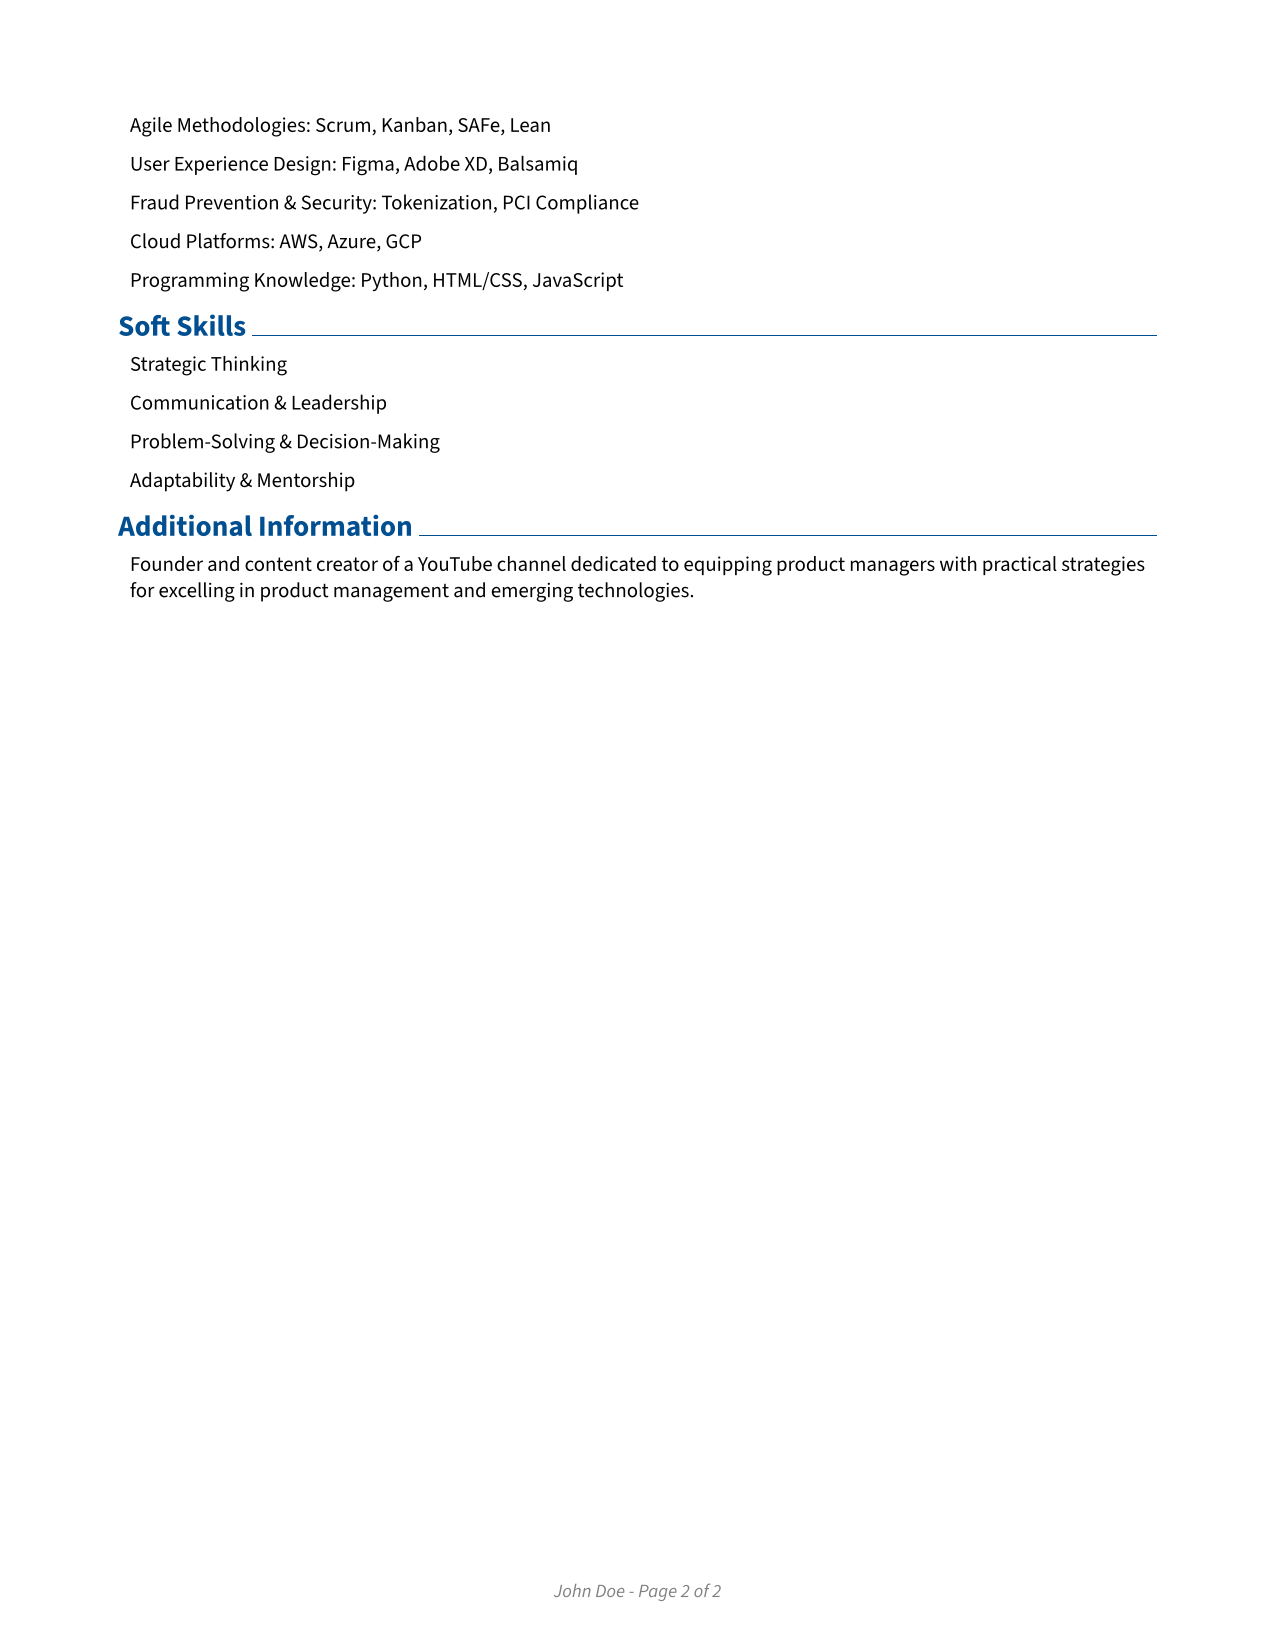 Agile Methodologies: Scrum, Kanban, SAFe, Lean
User Experience Design: Figma, Adobe XD, Balsamiq
Fraud Prevention & Security: Tokenization, PCI Compliance
Cloud Platforms: AWS, Azure, GCP
Programming Knowledge: Python, HTML/CSS, JavaScript
Soft Skills
Strategic Thinking
Communication & Leadership
Problem-Solving & Decision-Making
Adaptability & Mentorship
Additional Information
Founder and content creator of a YouTube channel dedicated to equipping product managers with practical strategies
for excelling in product management and emerging technologies.
John Doe - Page 2 of 2